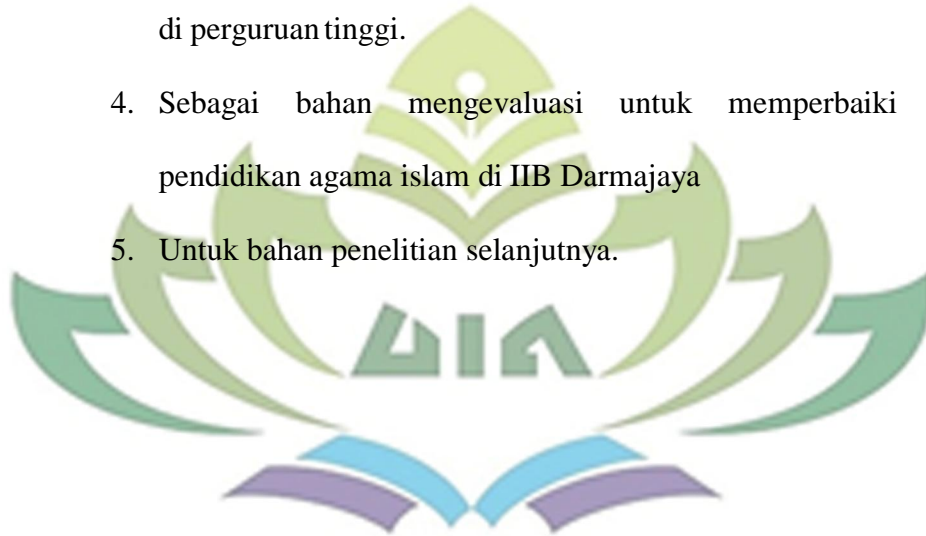 di perguruan tinggi.
4. Sebagai bahan mengevaluasi untuk memperbaiki
pendidikan agama islam di IIB Darmajaya
5. Untuk bahan penelitian selanjutnya.
UIN